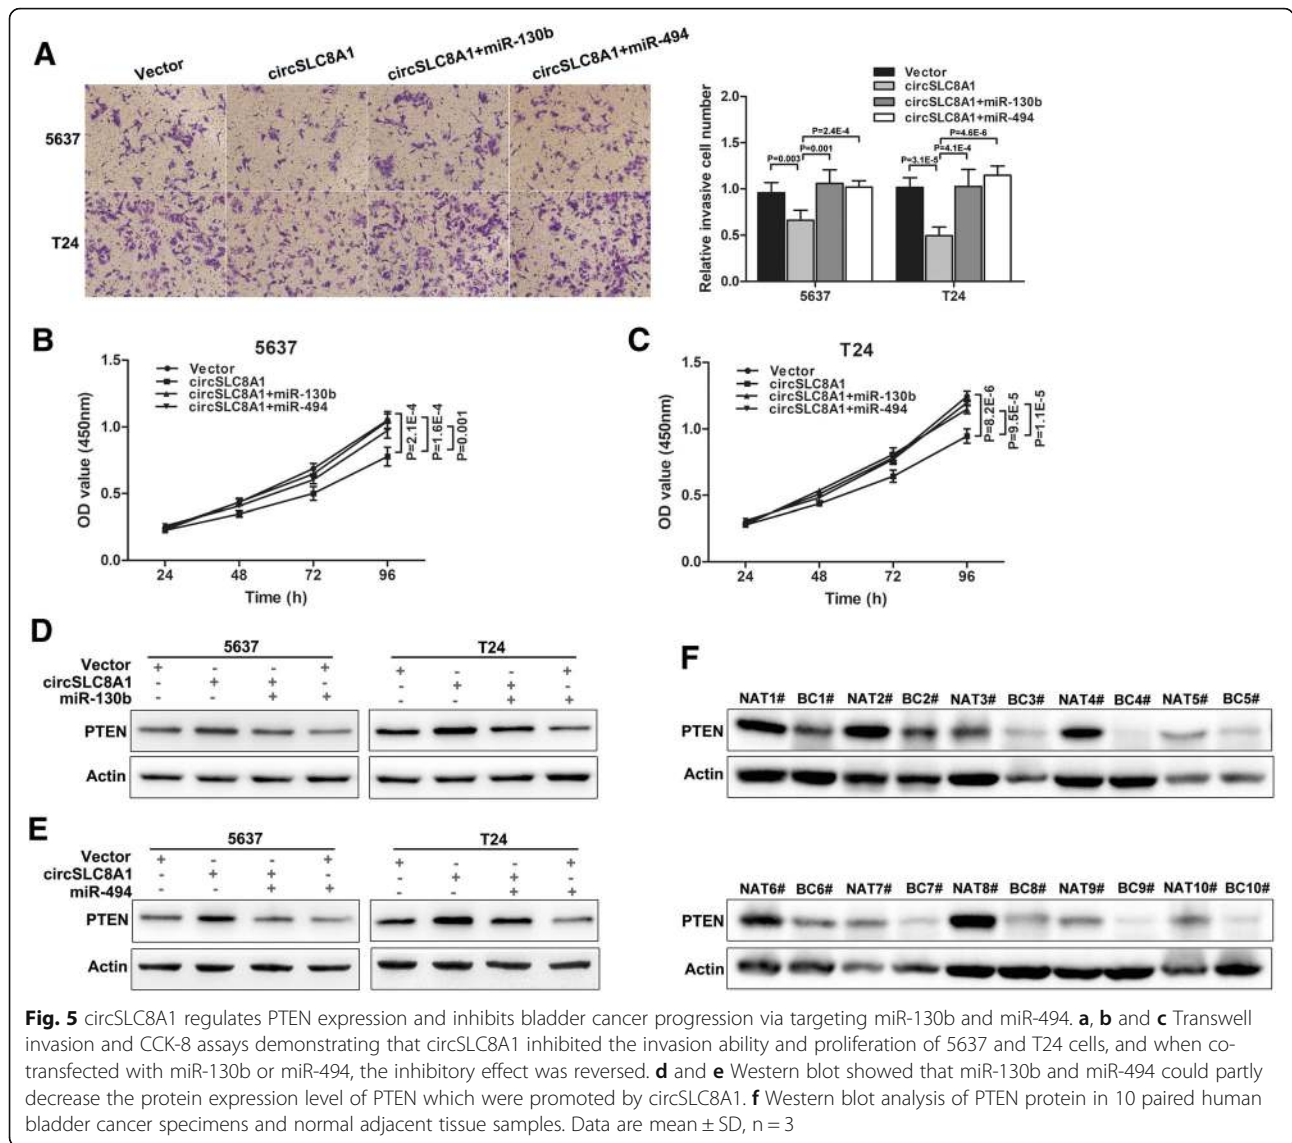 A
Vector circSLC8A1 circSLC8A1+miR-130b circSLC8A1+miR-494
5637
T24
Vector
circSLC8A1
circSLC8A1+miR-130b
circSLC8A1+miR-494
Relative invasive cell number
2.0
1.5
1.0
0.5
0.0
P=0.003 P=0.001 P=2.4E-4
P=3.1E-5 P=4.1E-4 P=4.6E-6
5637 T24
B
5637
OD value (450nm)
1.5
1.0
0.5
0.0
Vector
circSLC8A1
circSLC8A1+miR-130b
circSLC8A1+miR-494
P=2.1E-4
P=1.6E-4
P=0.001
24 48 72 96
Time (h)
C
T24
OD value (450nm)
1.5
1.0
0.5
0.0
Vector
circSLC8A1
circSLC8A1+miR-130b
circSLC8A1+miR-494
P=8.2E-6
P=9.5E-5
P=1.1E-5
24 48 72 96
Time (h)
D
5637 T24
Vector + - - + + - - +
circSLC8A1 - + + - - + + -
miR-130b - - + + - - + +
PTEN
Actin
E
5637 T24
Vector + - - + + - - +
circSLC8A1 - + + - - + + -
miR-494 - - + + - - + +
PTEN
Actin
F
NAT1# BC1# NAT2# BC2# NAT3# BC3# NAT4# BC4# NAT5# BC5#
PTEN
Actin
NAT6# BC6# NAT7# BC7# NAT8# BC8# NAT9# BC9# NAT10# BC10#
PTEN
Actin
Fig. 5 circSLC8A1 regulates PTEN expression and inhibits bladder cancer progression via targeting miR-130b and miR-494. a, b and c Transwell
invasion and CCK-8 assays demonstrating that circSLC8A1 inhibited the invasion ability and proliferation of 5637 and T24 cells, and when co-
transfected with miR-130b or miR-494, the inhibitory effect was reversed. d and e Western blot showed that miR-130b and miR-494 could partly
decrease the protein expression level of PTEN which were promoted by circSLC8A1. f Western blot analysis of PTEN protein in 10 paired human
bladder cancer specimens and normal adjacent tissue samples. Data are mean ± SD, n = 3